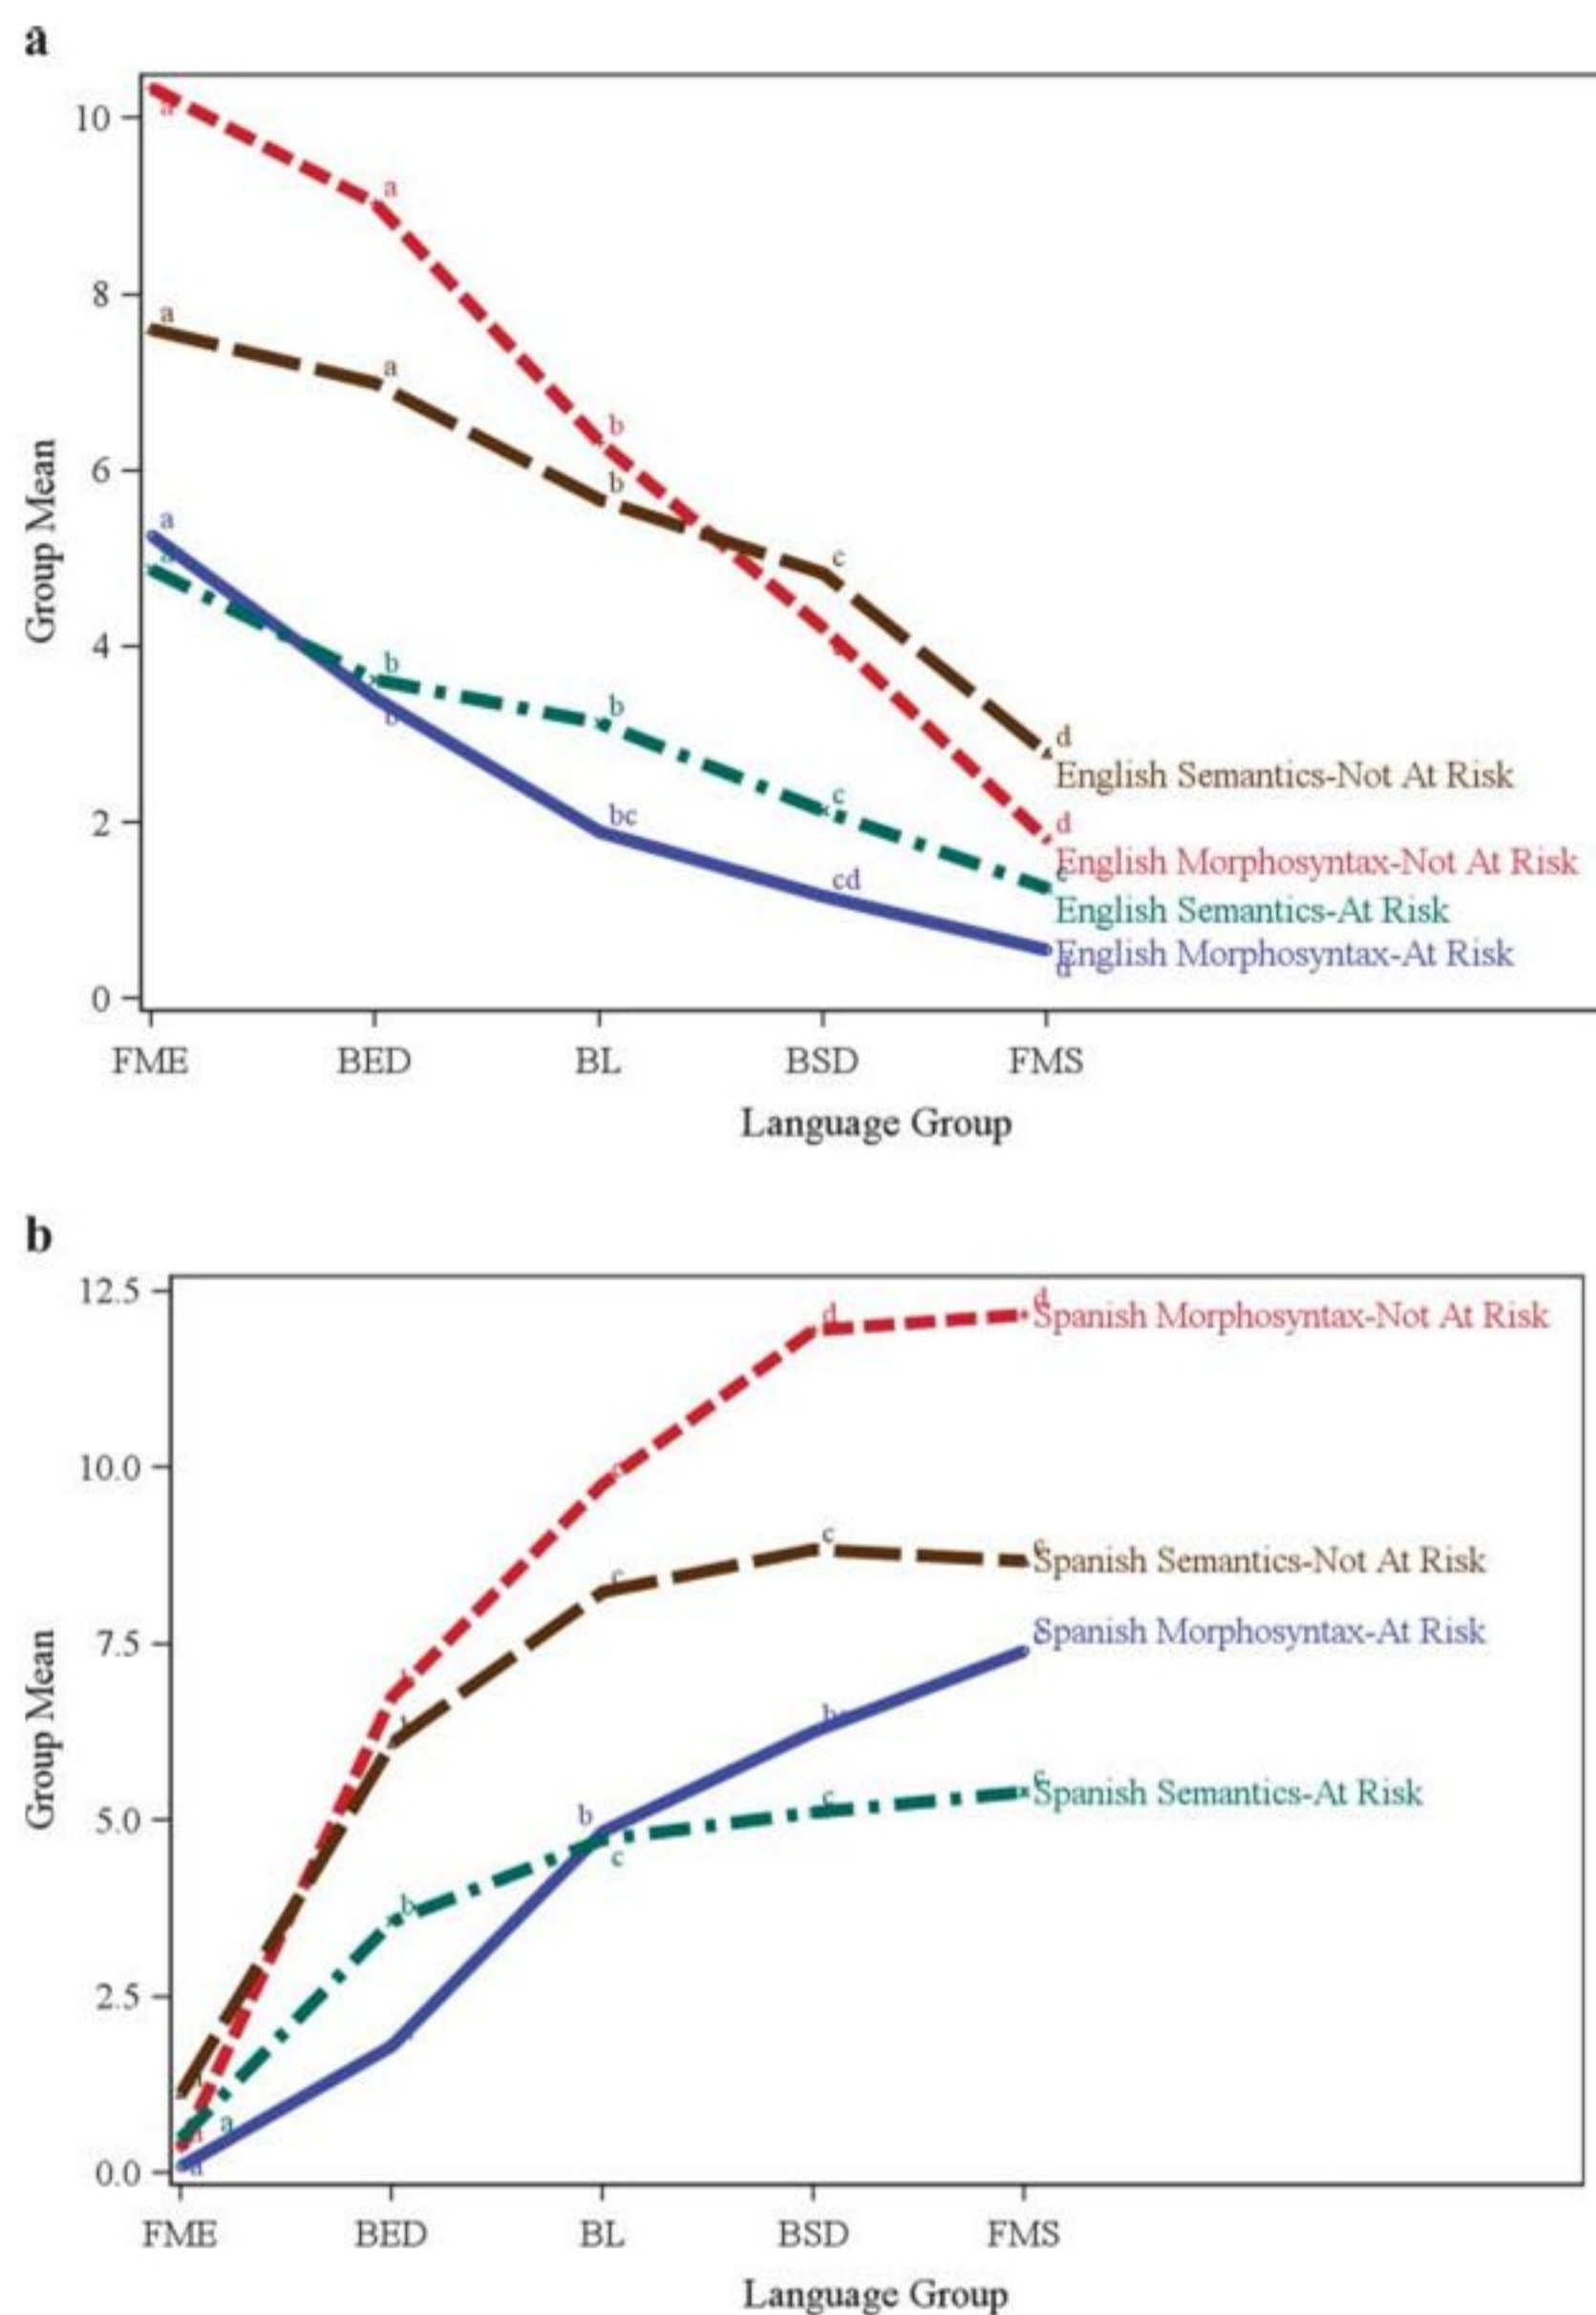 a
10
a
a
8
a
a
b
6
b
a
c
Group Mean
4
b
b
b
d
English Semantics-Not At Risk
2
bc
c
d
English Morphosyntax-Not At Risk
cd
c
English Semantics-At Risk
English Morphosyntax-At Risk
d
0
FME BED BL BSD FMS
Language Group
b
12.5
d
d
Spanish Morphosyntax-Not At Risk
10.0
c
c
c
Spanish Semantics-Not At Risk
7.5
Spanish Morphosyntax-At Risk
Group Mean
5.0
b
c
c
c
Spanish Semantics-At Risk
b
2.5
a
0.0
FME BED BL BSD FMS
Language Group